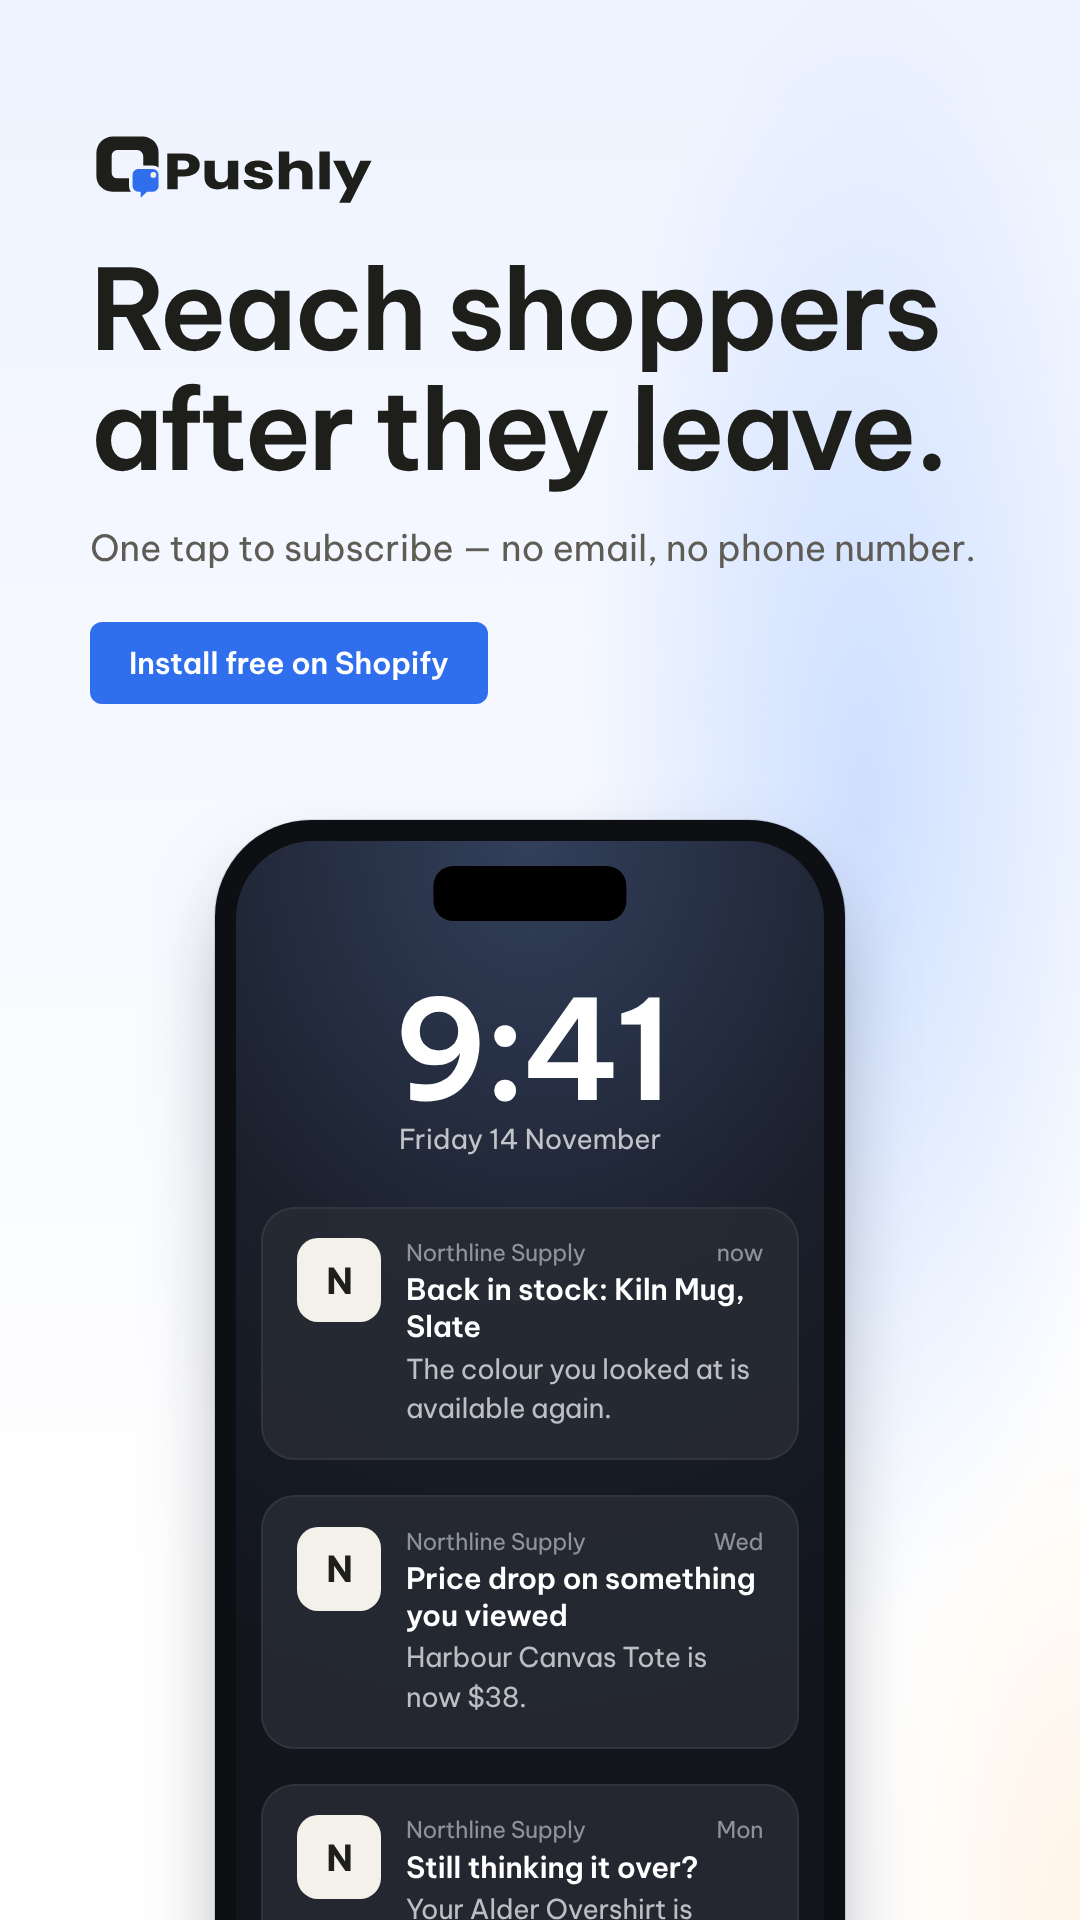 Pushly
Reach shoppers
after they leave.
One tap to subscribe — no email, no phone number.
Install free on Shopify
9:41
Friday 14 November
N
Northline Supply now
Back in stock: Kiln Mug,
Slate
The colour you looked at is
available again.
N
Northline Supply Wed
Price drop on something
you viewed
Harbour Canvas Tote is
now $38.
N
Northline Supply Mon
Still thinking it over?
Your Alder Overshirt is